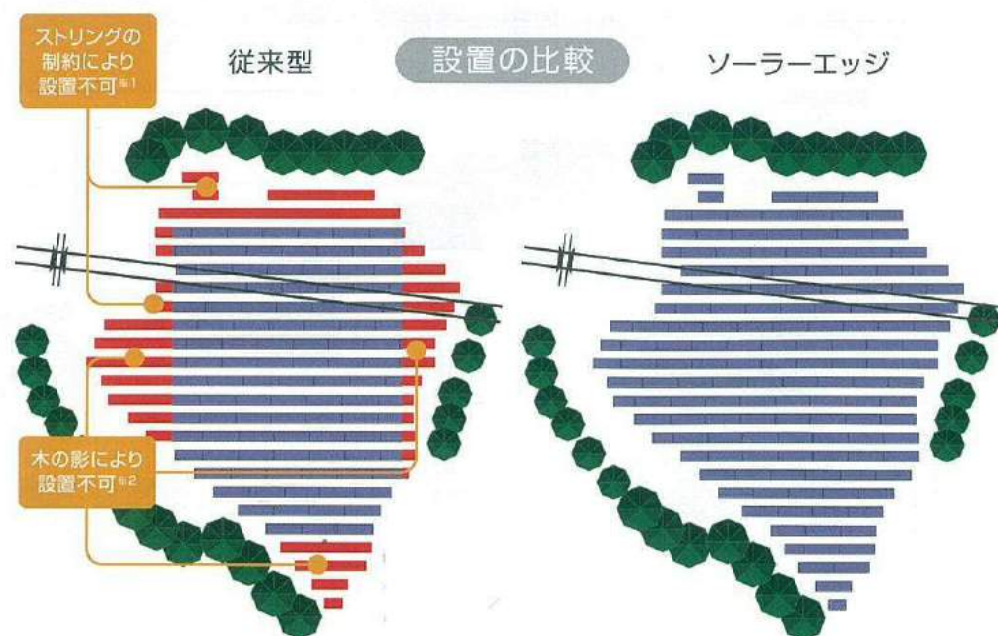 ストリングの
制約により
設置不可※1
従来型
設置の比較
ソーラーエッジ
木の影により
設置不可※2